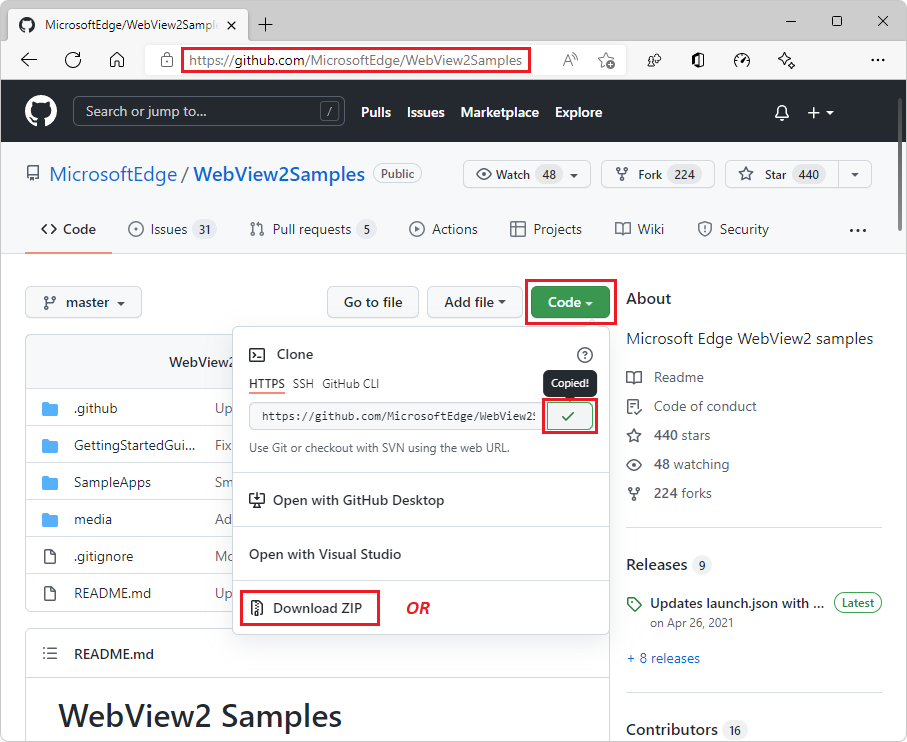 MicrosoftEdge/WebView2Sampl
https://github.com/MicrosoftEdge/WebView2Samples
Search or jump to... /
Pulls Issues Marketplace Explore
MicrosoftEdge / WebView2Samples Public
Watch 48 Fork 224 Star 440
Code Issues 31 Pull requests 5 Actions Projects Wiki Security
master Go to file Add file Code
About
Microsoft Edge WebView2 samples
Readme
Code of conduct
440 stars
48 watching
224 forks
Releases 9
Updates launch.json with ... Latest
on Apr 26, 2021
+ 8 releases
Contributors 16
Clone
Copied!
HTTPS SSH GitHub CLI
https://github.com/MicrosoftEdge/WebView2S
Use Git or checkout with SVN using the web URL.
Open with GitHub Desktop
Open with Visual Studio
Download ZIP OR
WebView2
.github Up
GettingStartedGui... Fix
SampleApps Sm
media Ad
.gitignore Mo
README.md Up
README.md
WebView2 Samples